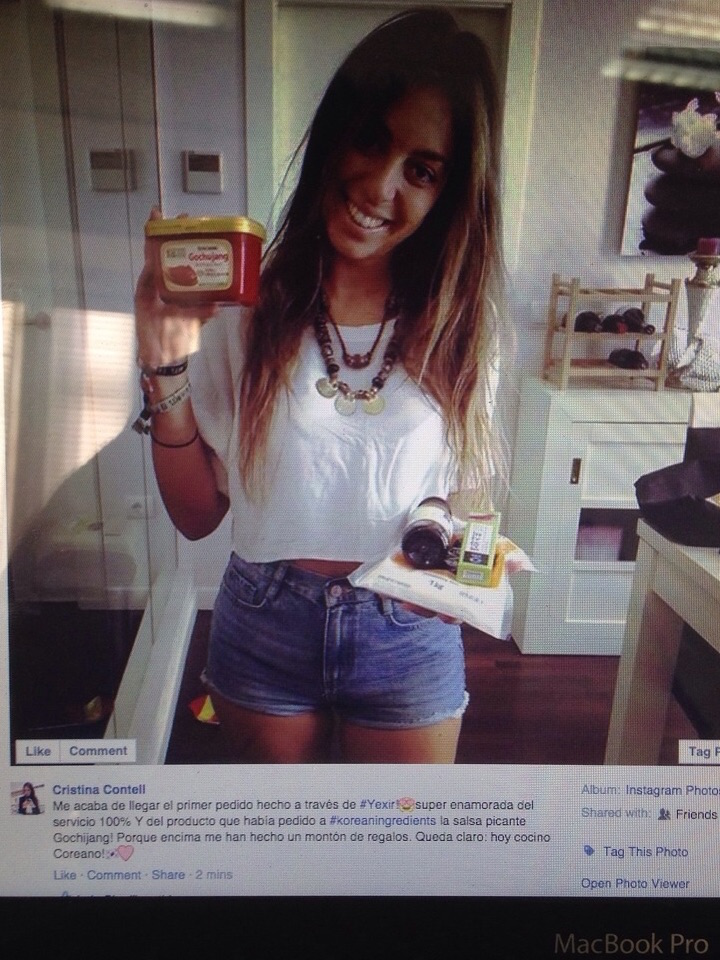 Gochujang
1 kg
Like Comment
Tag P
Cristina Contell
Me acaba de llegar el primer pedido hecho a través de #Yexir! super enamorada del
servicio 100% Y del producto que había pedido a #koreaningredients la salsa picante
Gochijang! Porque encima me han hecho un montón de regalos. Queda claro: hoy cocino
Coreano!
Like · Comment · Share · 2 mins
Album: Instagram Photos
Shared with: Friends
Tag This Photo
Open Photo Viewer
MacBook Pro